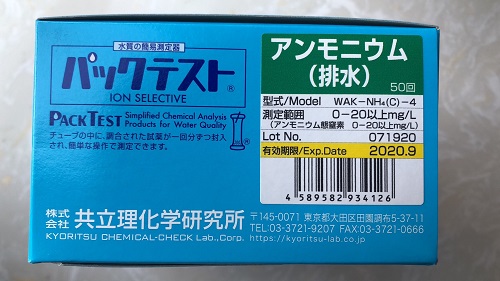 水質の簡易測定器
パックテスト®
ION SELECTIVE
PACKTEST Simplified Chemical Analysis
Products for Water Quality
チューブの中に、調合された試薬が一回分ずつ封入
され、簡単な操作で測定できます。
アンモニウム
(排水)
50回
型式/Model WAK-NH₄(C)-4
測定範囲 0-20以上mg/L
(アンモニウム態窒素 0-20以上mg/L)
Lot No. 071920
有効期限/Exp.Date 2020.9
4 589582 934126
株式会社 共立理化学研究所
KYORITSU CHEMICAL-CHECK Lab.,Corp.
〒145-0071 東京都大田区田園調布5-37-11
TEL:03-3721-9207 FAX:03-3721-0666
https://kyoritsu-lab.co.jp/